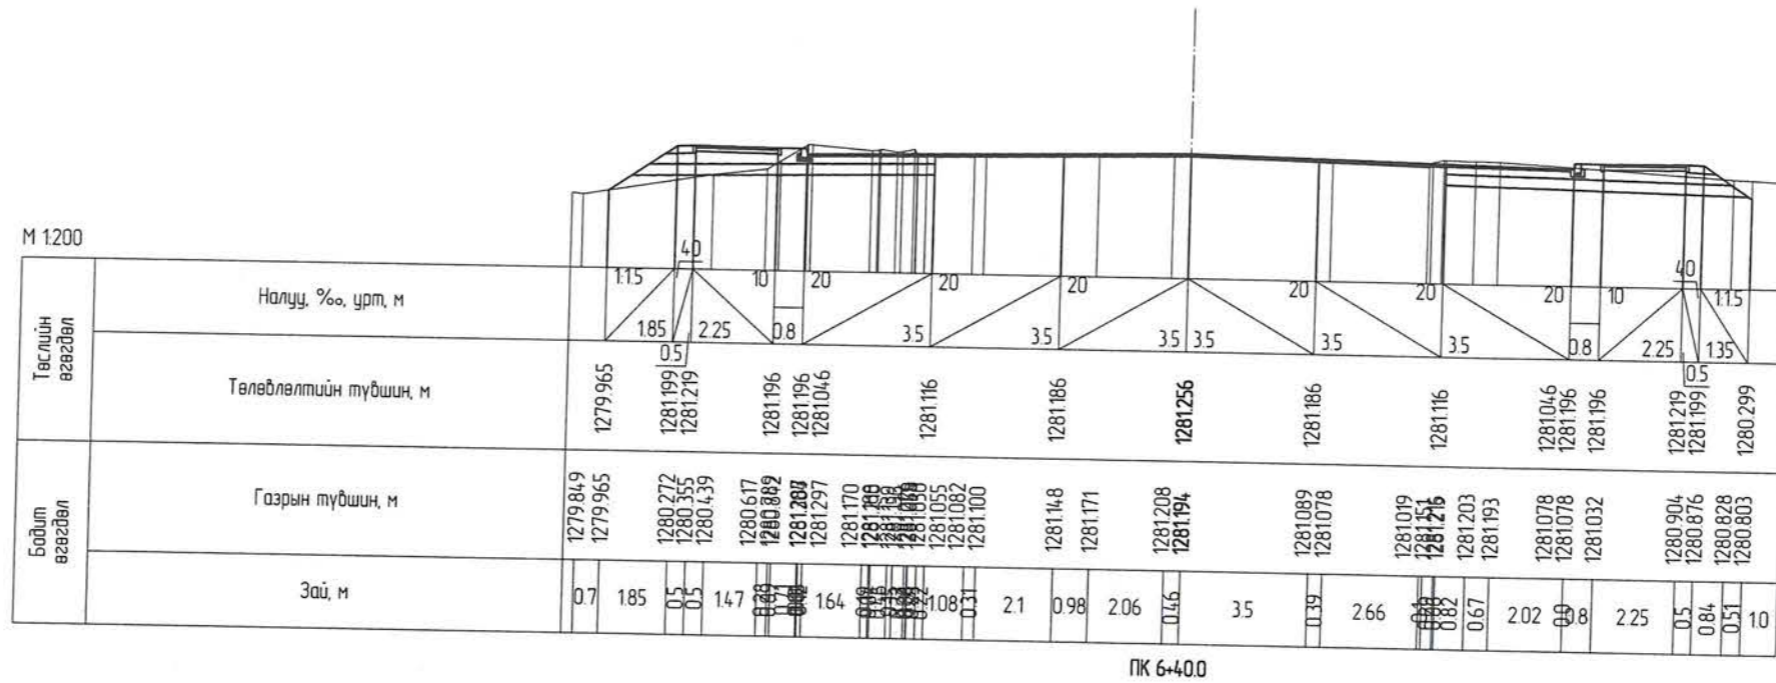 М 1:200
Төслийн өгөгдөл
Налуу, ‰, урт, м
1:1.5 40 10 20 20 20 20 20 20 10 40 1:1.5
1.85 0.5 2.25 0.8 3.5 3.5 3.5 3.5 3.5 3.5 0.8 2.25 0.5 1.35
Төлөвлөлтийн түвшин, м
1279.965 1281.199 1281.219 1281.196 1281.196 1281.046 1281.116 1281.186 1281.256 1281.186 1281.116 1281.046 1281.196 1281.196 1281.219 1281.199 1280.299
Бодит өгөгдөл
Газрын түвшин, м
1279.849 1279.965 1280.272 1280.355 1280.439 1280.617 1281.297 1281.170 1281.055 1281.082 1281.100 1281.148 1281.171 1281.208 1281.194 1281.089 1281.078 1281.019 1281.151 1281.216 1281.203 1281.193 1281.078 1281.078 1281.032 1280.904 1280.876 1280.828 1280.803
Зай, м
0.7 1.85 0.5 0.5 1.47 1.64 1.08 0.31 2.1 0.98 2.06 0.46 3.5 0.39 2.66 0.82 0.67 2.02 0.0 0.8 2.25 0.5 0.84 0.51 1.0
ПК 6+40.0